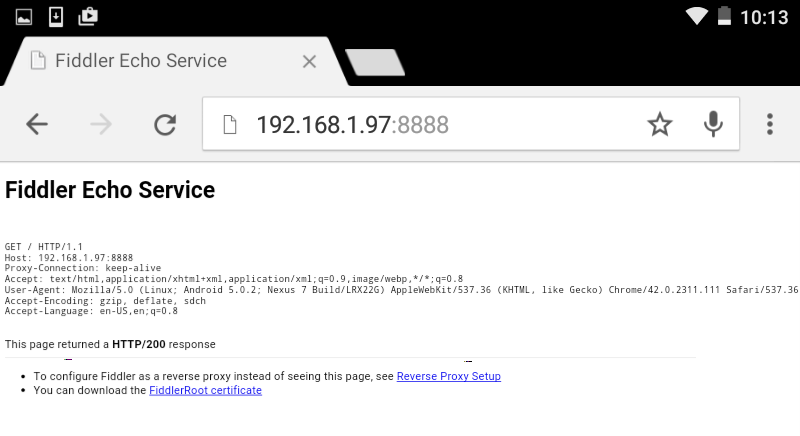 10:13
Fiddler Echo Service
192.168.1.97:8888
Fiddler Echo Service
GET / HTTP/1.1
Host: 192.168.1.97:8888
Proxy-Connection: keep-alive
Accept: text/html,application/xhtml+xml,application/xml;q=0.9,image/webp,*/*;q=0.8
User-Agent: Mozilla/5.0 (Linux; Android 5.0.2; Nexus 7 Build/LRX22G) AppleWebKit/537.36 (KHTML, like Gecko) Chrome/42.0.2311.111 Safari/537.36
Accept-Encoding: gzip, deflate, sdch
Accept-Language: en-US,en;q=0.8
This page returned a HTTP/200 response
• To configure Fiddler as a reverse proxy instead of seeing this page, see Reverse Proxy Setup
• You can download the FiddlerRoot certificate